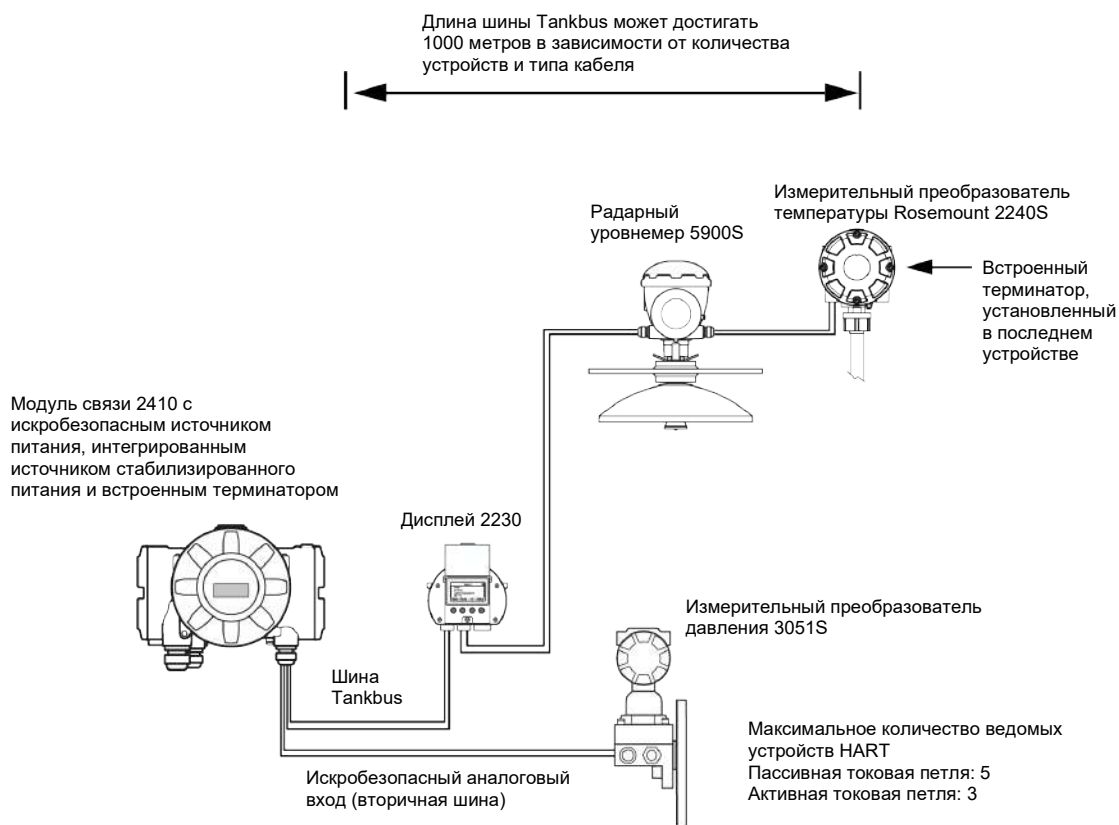 Длина шины Tankbus может достигать
1000 метров в зависимости от количества
устройств и типа кабеля
Измерительный преобразователь
температуры Rosemount 2240S
Радарный
уровнемер 5900S
Встроенный
терминатор,
установленный
в последнем
устройстве
Модуль связи 2410 с
искробезопасным источником
питания, интегрированным
источником стабилизированного
питания и встроенным терминатором
Дисплей 2230
Измерительный преобразователь
давления 3051S
Шина
Tankbus
Максимальное количество ведомых
устройств HART
Пассивная токовая петля: 5
Активная токовая петля: 3
Искробезопасный аналоговый
вход (вторичная шина)